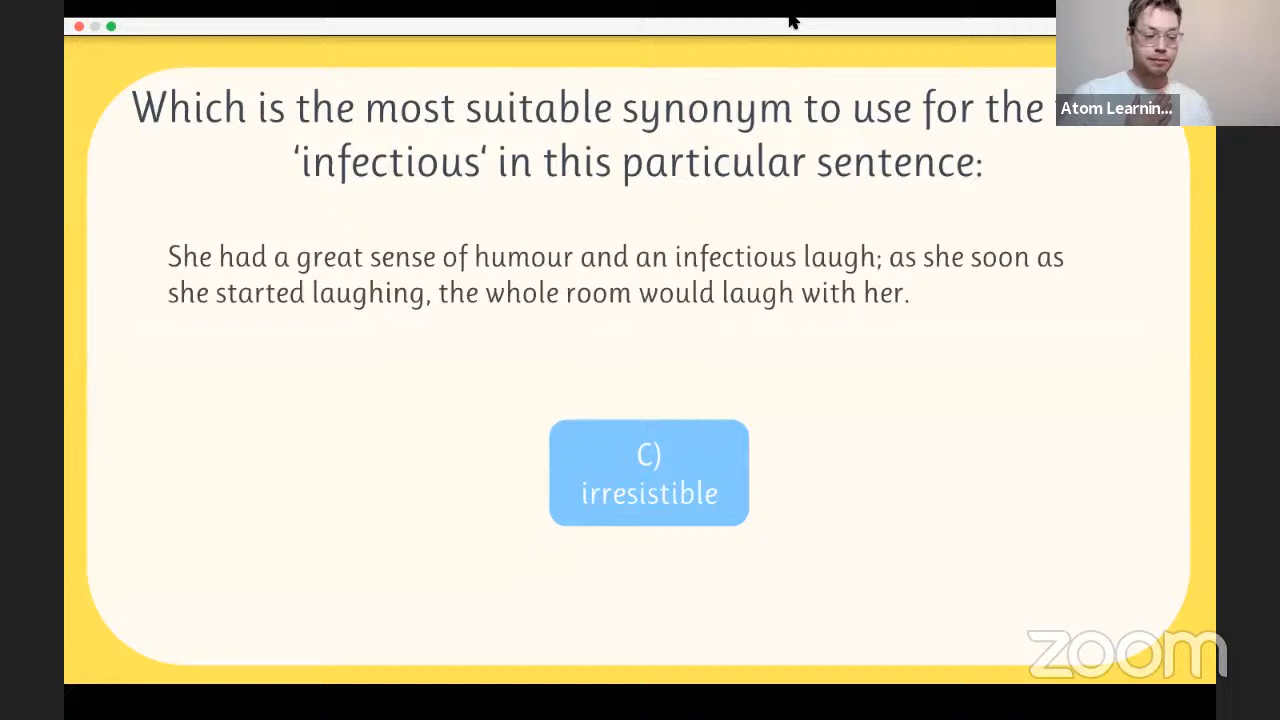 Which is the most suitable synonym to use for the
‘infectious‘ in this particular sentence:
She had a great sense of humour and an infectious laugh; as she soon as
she started laughing, the whole room would laugh with her.
C)
irresistible
Atom Learnin...
zoom